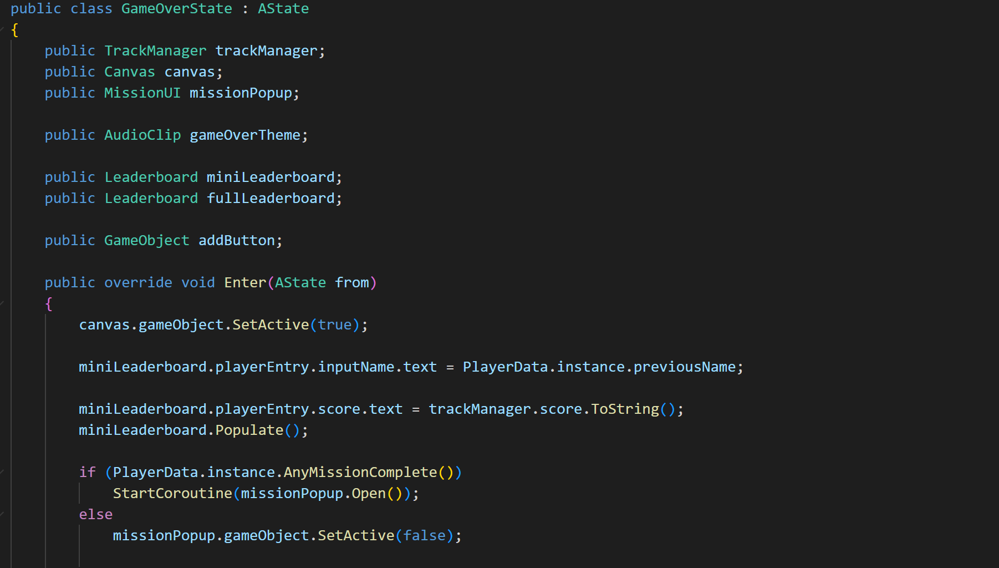 public class GameOverState : AState
{
    public TrackManager trackManager;
    public Canvas canvas;
    public MissionUI missionPopup;

    public AudioClip gameOverTheme;

    public Leaderboard miniLeaderboard;
    public Leaderboard fullLeaderboard;

    public GameObject addButton;

    public override void Enter(AState from)
    {
        canvas.gameObject.SetActive(true);

        miniLeaderboard.playerEntry.inputName.text = PlayerData.instance.previousName;

        miniLeaderboard.playerEntry.score.text = trackManager.score.ToString();
        miniLeaderboard.Populate();

        if (PlayerData.instance.AnyMissionComplete())
            StartCoroutine(missionPopup.Open());
        else
            missionPopup.gameObject.SetActive(false);